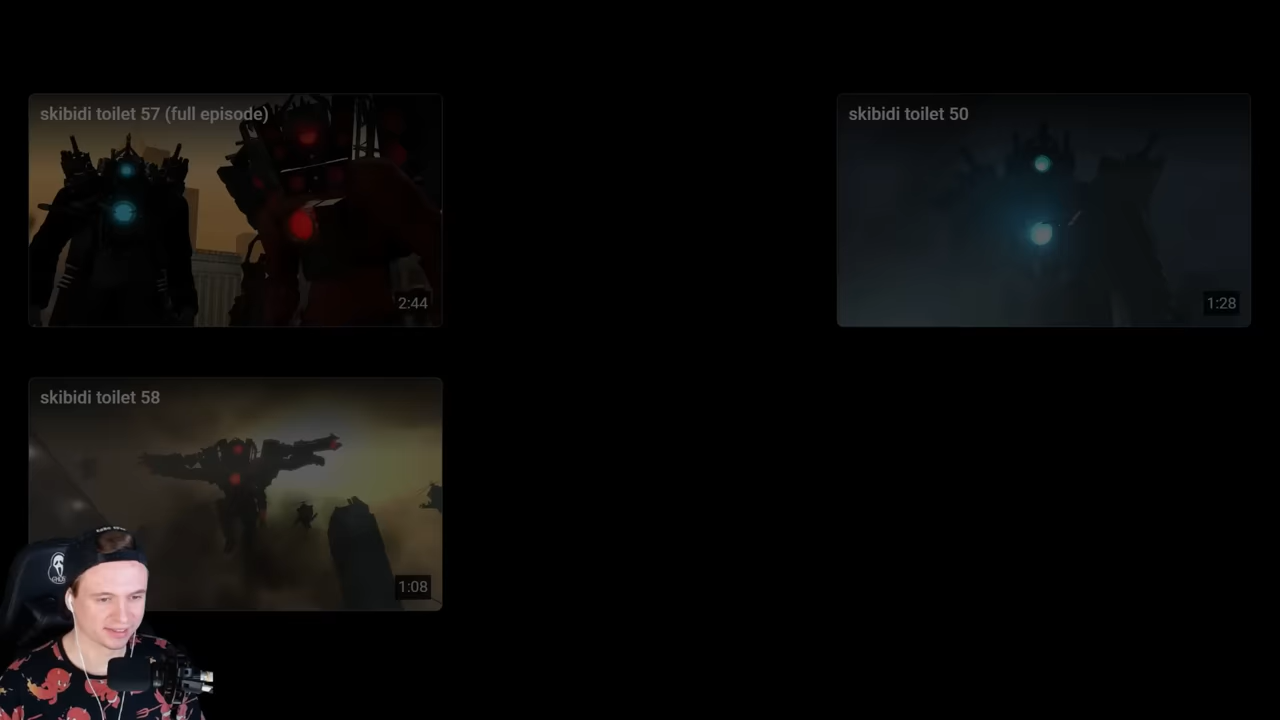 skibidi toilet 57 (full episode)
2:44
skibidi toilet 50
1:28
skibidi toilet 58
1:08